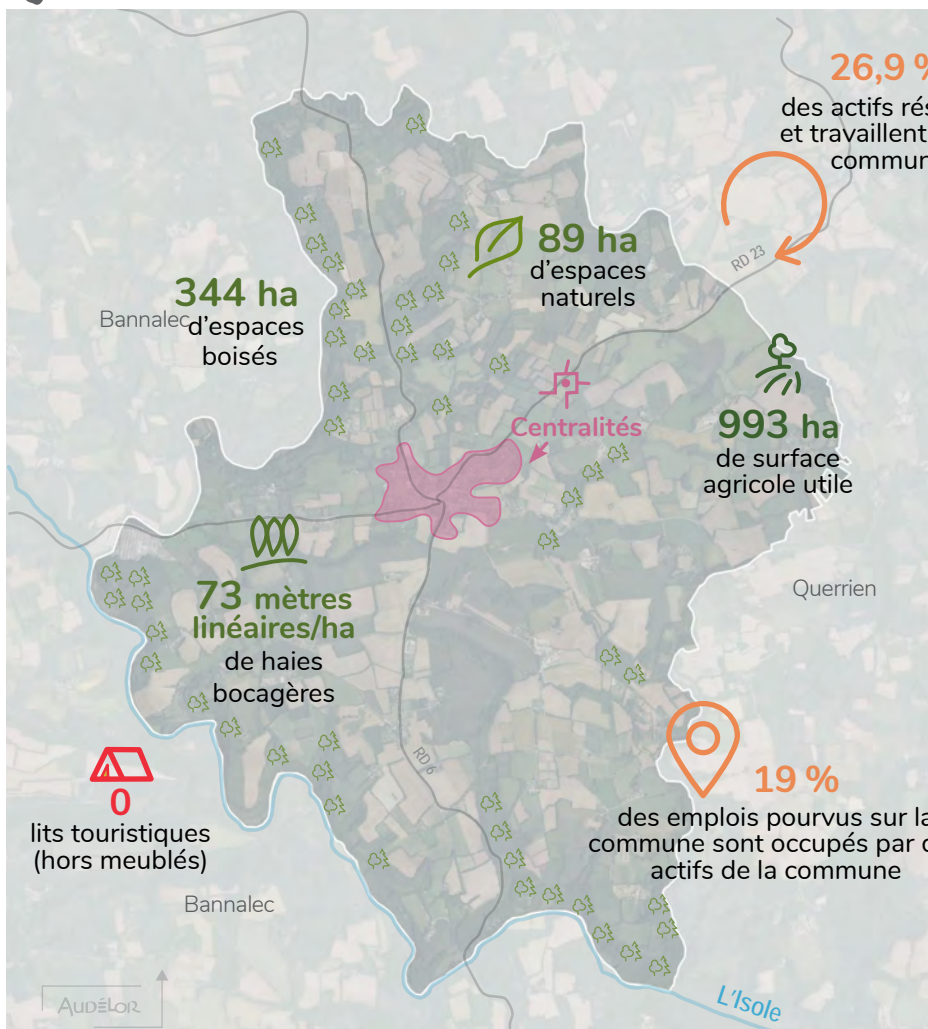 26,9 %
des actifs rés
et travaillent
commun
RD 23
89 ha
d'espaces
naturels
344 ha
Bannalec
d'espaces
boisés
Centralités
993 ha
de surface
agricole utile
73 mètres
linéaires/ha
de haies
bocagères
Querrien
RD 6
0
lits touristiques
(hors meublés)
19 %
des emplois pourvus sur la
commune sont occupés par d
actifs de la commune
Bannalec
AUDÉLOR
L'Isole